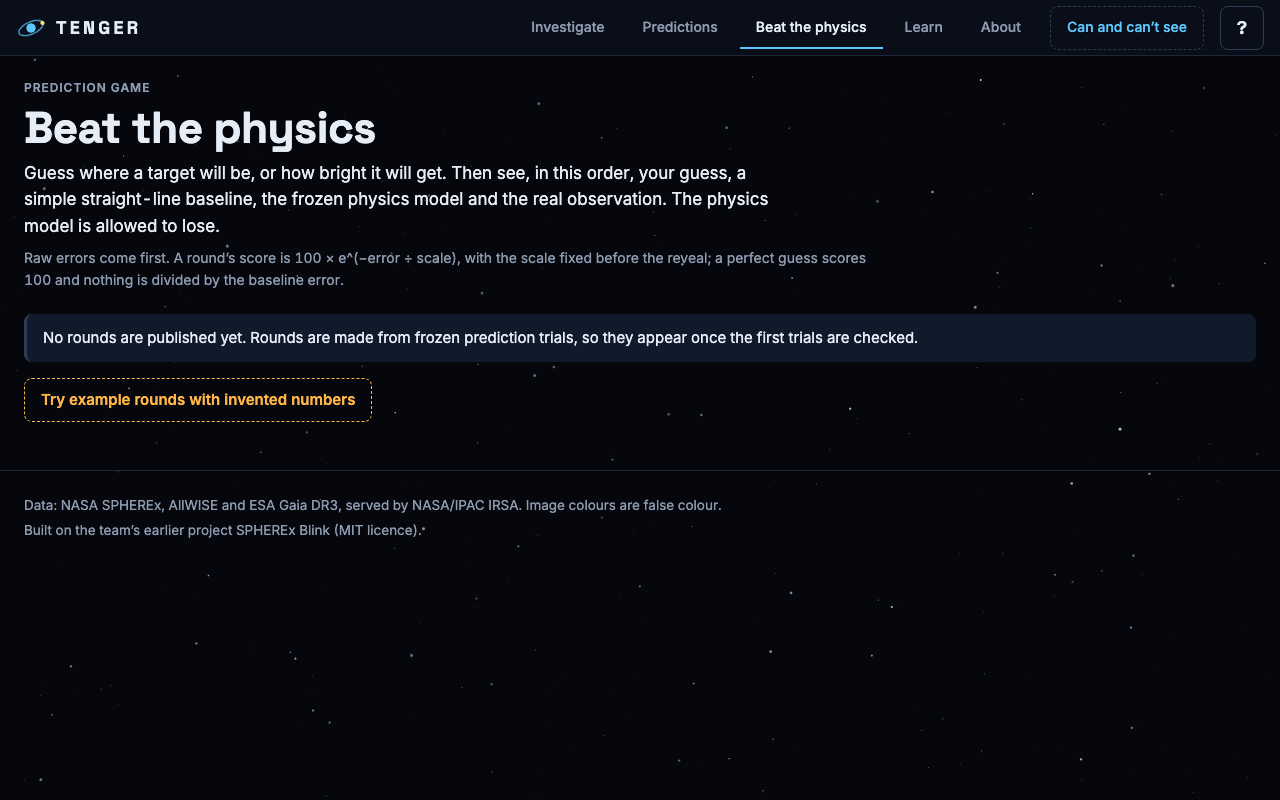 TENGER
Investigate
Predictions
Beat the physics
Learn
About
Can and can’t see
?
PREDICTION GAME
Beat the physics
Guess where a target will be, or how bright it will get. Then see, in this order, your guess, a
simple straight-line baseline, the frozen physics model and the real observation. The physics
model is allowed to lose.
Raw errors come first. A round’s score is 100 × e^(−error ÷ scale), with the scale fixed before the reveal; a perfect guess scores
100 and nothing is divided by the baseline error.
No rounds are published yet. Rounds are made from frozen prediction trials, so they appear once the first trials are checked.
Try example rounds with invented numbers
Data: NASA SPHEREx, AllWISE and ESA Gaia DR3, served by NASA/IPAC IRSA. Image colours are false colour.
Built on the team’s earlier project SPHEREx Blink (MIT licence).